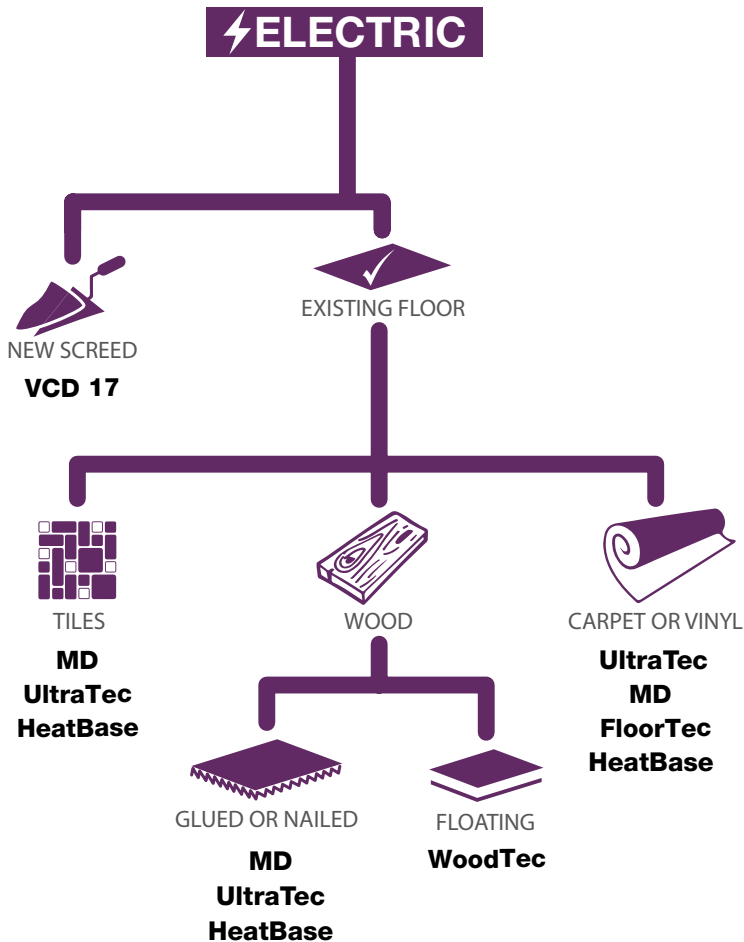 ELECTRIC
NEW SCREED
VCD 17
EXISTING FLOOR
TILES
MD
UltraTec
HeatBase
WOOD
GLUED OR NAILED
MD
UltraTec
HeatBase
FLOATING
WoodTec
CARPET OR VINYL
UltraTec
MD
FloorTec
HeatBase